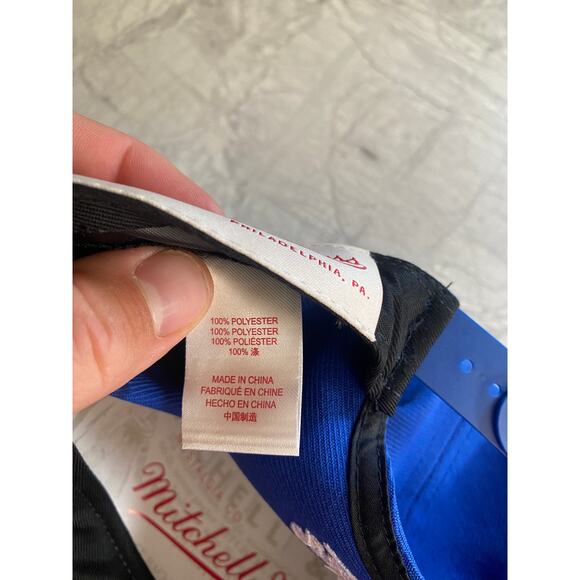 PHILADELPHIA, PA.
100% POLYESTER
100% POLYESTER
100% POLIÉSTER
100% 涤
MADE IN CHINA
FABRIQUÉ EN CHINE
HECHO EN CHINA
中国制造
Mitchell